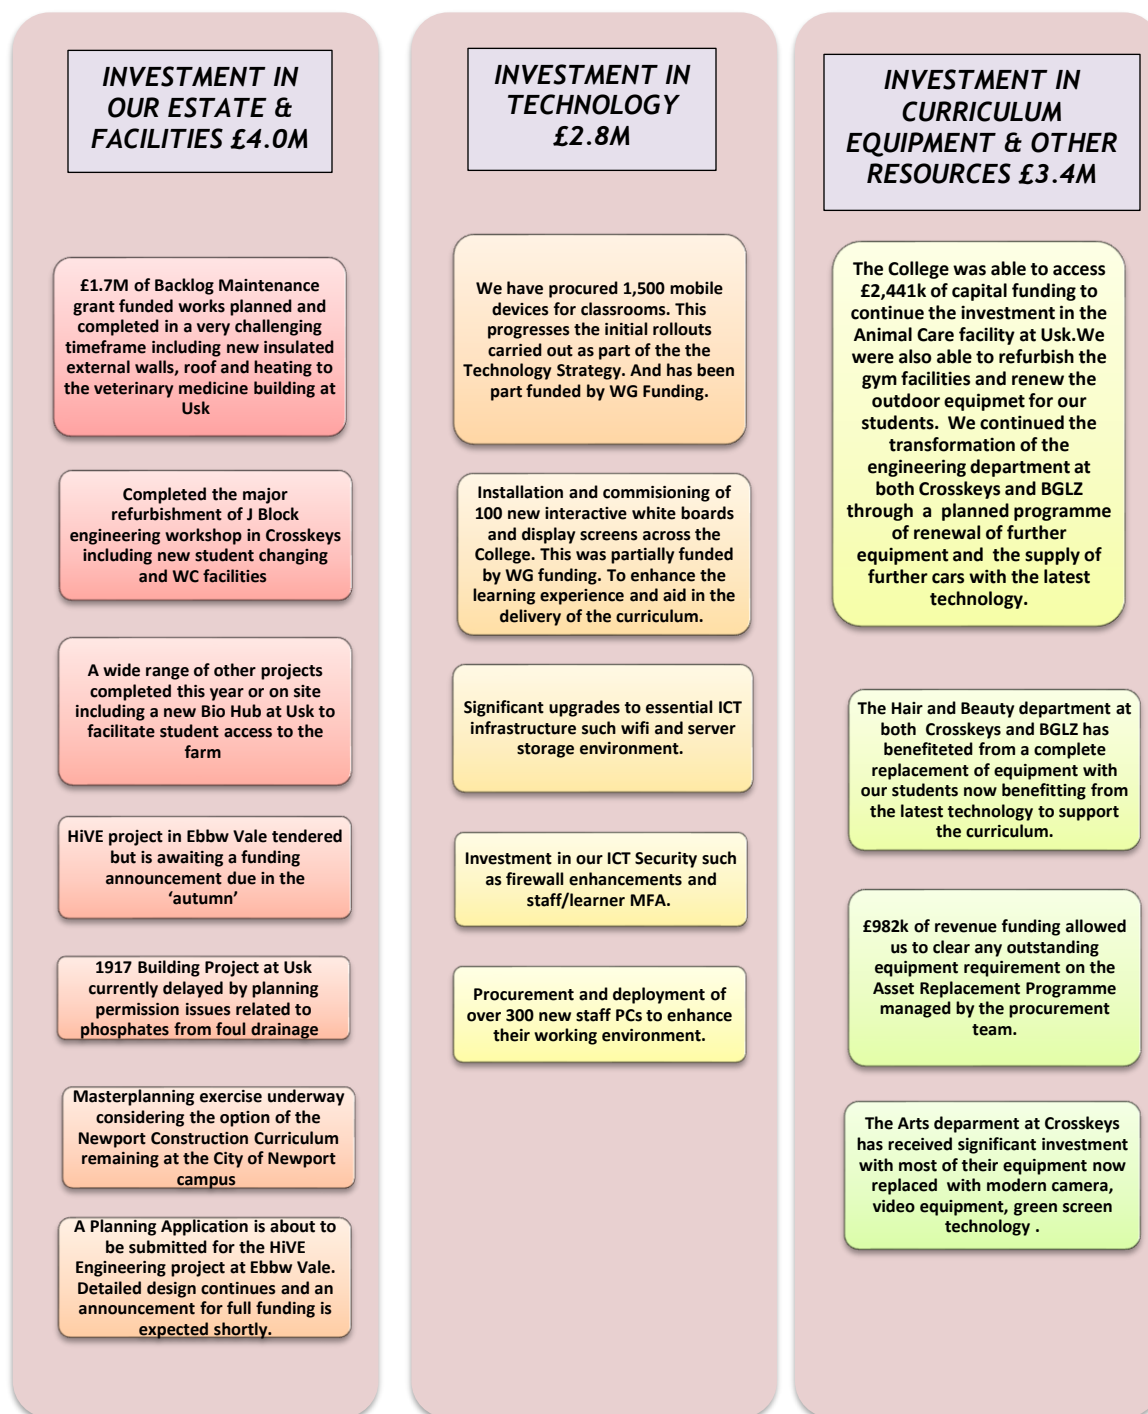 INVESTMENT IN
OUR ESTATE &
FACILITIES £4.0M
£1.7M of Backlog Maintenance
grant funded works planned and
completed in a very challenging
timeframe including new insulated
external walls, roof and heating to
the veterinary medicine building at
Usk
Completed the major
refurbishment of J Block
engineering workshop in Crosskeys
including new student changing
and WC facilities
A wide range of other projects
completed this year or on site
including a new Bio Hub at Usk to
facilitate student access to the
farm
HiVE project in Ebbw Vale tendered
but is awaiting a funding
announcement due in the
‘autumn’
1917 Building Project at Usk
currently delayed by planning
permission issues related to
phosphates from foul drainage
Masterplanning exercise underway
considering the option of the
Newport Construction Curriculum
remaining at the City of Newport
campus
A Planning Application is about to
be submitted for the HiVE
Engineering project at Ebbw Vale.
Detailed design continues and an
announcement for full funding is
expected shortly.
INVESTMENT IN
TECHNOLOGY
£2.8M
We have procured 1,500 mobile
devices for classrooms. This
progresses the initial rollouts
carried out as part of the the
Technology Strategy. And has been
part funded by WG Funding.
Installation and commisioning of
100 new interactive white boards
and display screens across the
College. This was partially funded
by WG funding. To enhance the
learning experience and aid in the
delivery of the curriculum.
Significant upgrades to essential ICT
infrastructure such wifi and server
storage environment.
Investment in our ICT Security such
as firewall enhancements and
staff/learner MFA.
Procurement and deployment of
over 300 new staff PCs to enhance
their working environment.
INVESTMENT IN
CURRICULUM
EQUIPMENT & OTHER
RESOURCES £3.4M
The College was able to access
£2,441k of capital funding to
continue the investment in the
Animal Care facility at Usk.We
were also able to refurbish the
gym facilities and renew the
outdoor equipmet for our
students. We continued the
transformation of the
engineering department at
both Crosskeys and BGLZ
through a planned programme
of renewal of further
equipment and the supply of
further cars with the latest
technology.
The Hair and Beauty department at
both Crosskeys and BGLZ has
benefiteted from a complete
replacement of equipment with
our students now benefitting from
the latest technology to support
the curriculum.
£982k of revenue funding allowed
us to clear any outstanding
equipment requirement on the
Asset Replacement Programme
managed by the procurement
team.
The Arts deparment at Crosskeys
has received significant investment
with most of their equipment now
replaced with modern camera,
video equipment, green screen
technology .